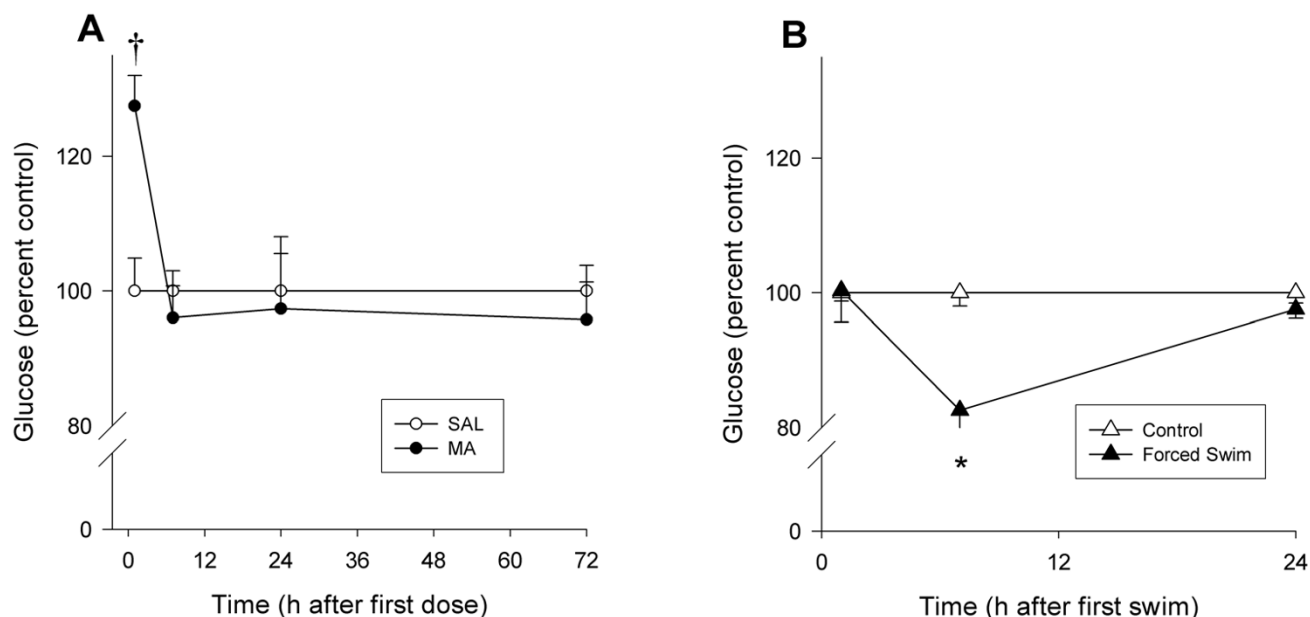 A
†
Glucose (percent control)
120
100
80
0
SAL
MA
0 12 24 36 48 60 72
Time (h after first dose)
B
Glucose (percent control)
120
100
80
0
Control
Forced Swim
*
0 12 24
Time (h after first swim)